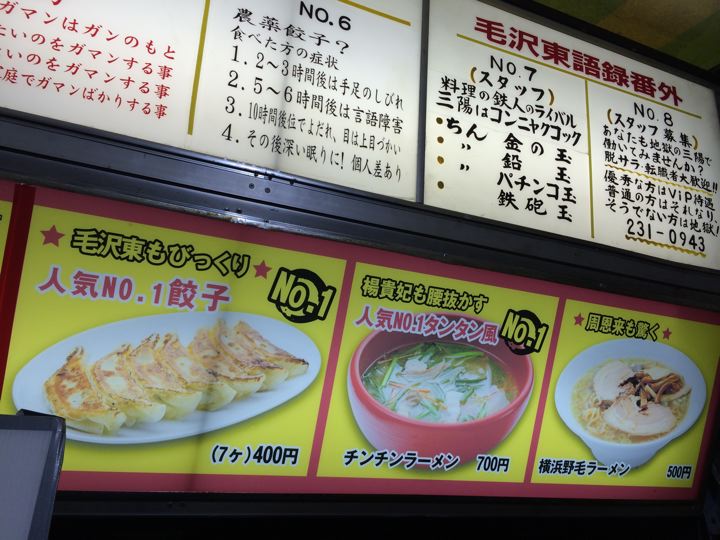 ガマンはガンのもと
たいのをガマンする事
いのをガマンする事
庭でガマンばかりする事
NO.6
農薬餃子?
食べた方の症状
1. 2~3時間後は手足のしびれ
2. 5~6時間後は言語障害
3. 10時間後位でよだれ、目は上目づかい
4. その後深い眠りに! 個人差あり
毛沢東語録番外
NO.7
(スタッフ)
料理の鉄人のライバル
三陽はコンニャクコック
・ちん 金の玉
・〃 鉛玉
・〃 パチンコ玉
・〃 鉄砲玉
NO.8
(スタッフ募集)
あなたも地獄の三陽で
働いてみませんか?
脱サラ転職者大歓迎!!
優秀な方はViP待遇
普通の方はそれなり
そうでない方は地獄!
231-0943
毛沢東もびっくり
人気NO.1餃子
NO.1
(7ヶ)400円
楊貴妃も腰抜かす
人気NO.1タンタン風
NO.1
チンチンラーメン 700円
周恩来も驚く
横浜野毛ラーメン 500円